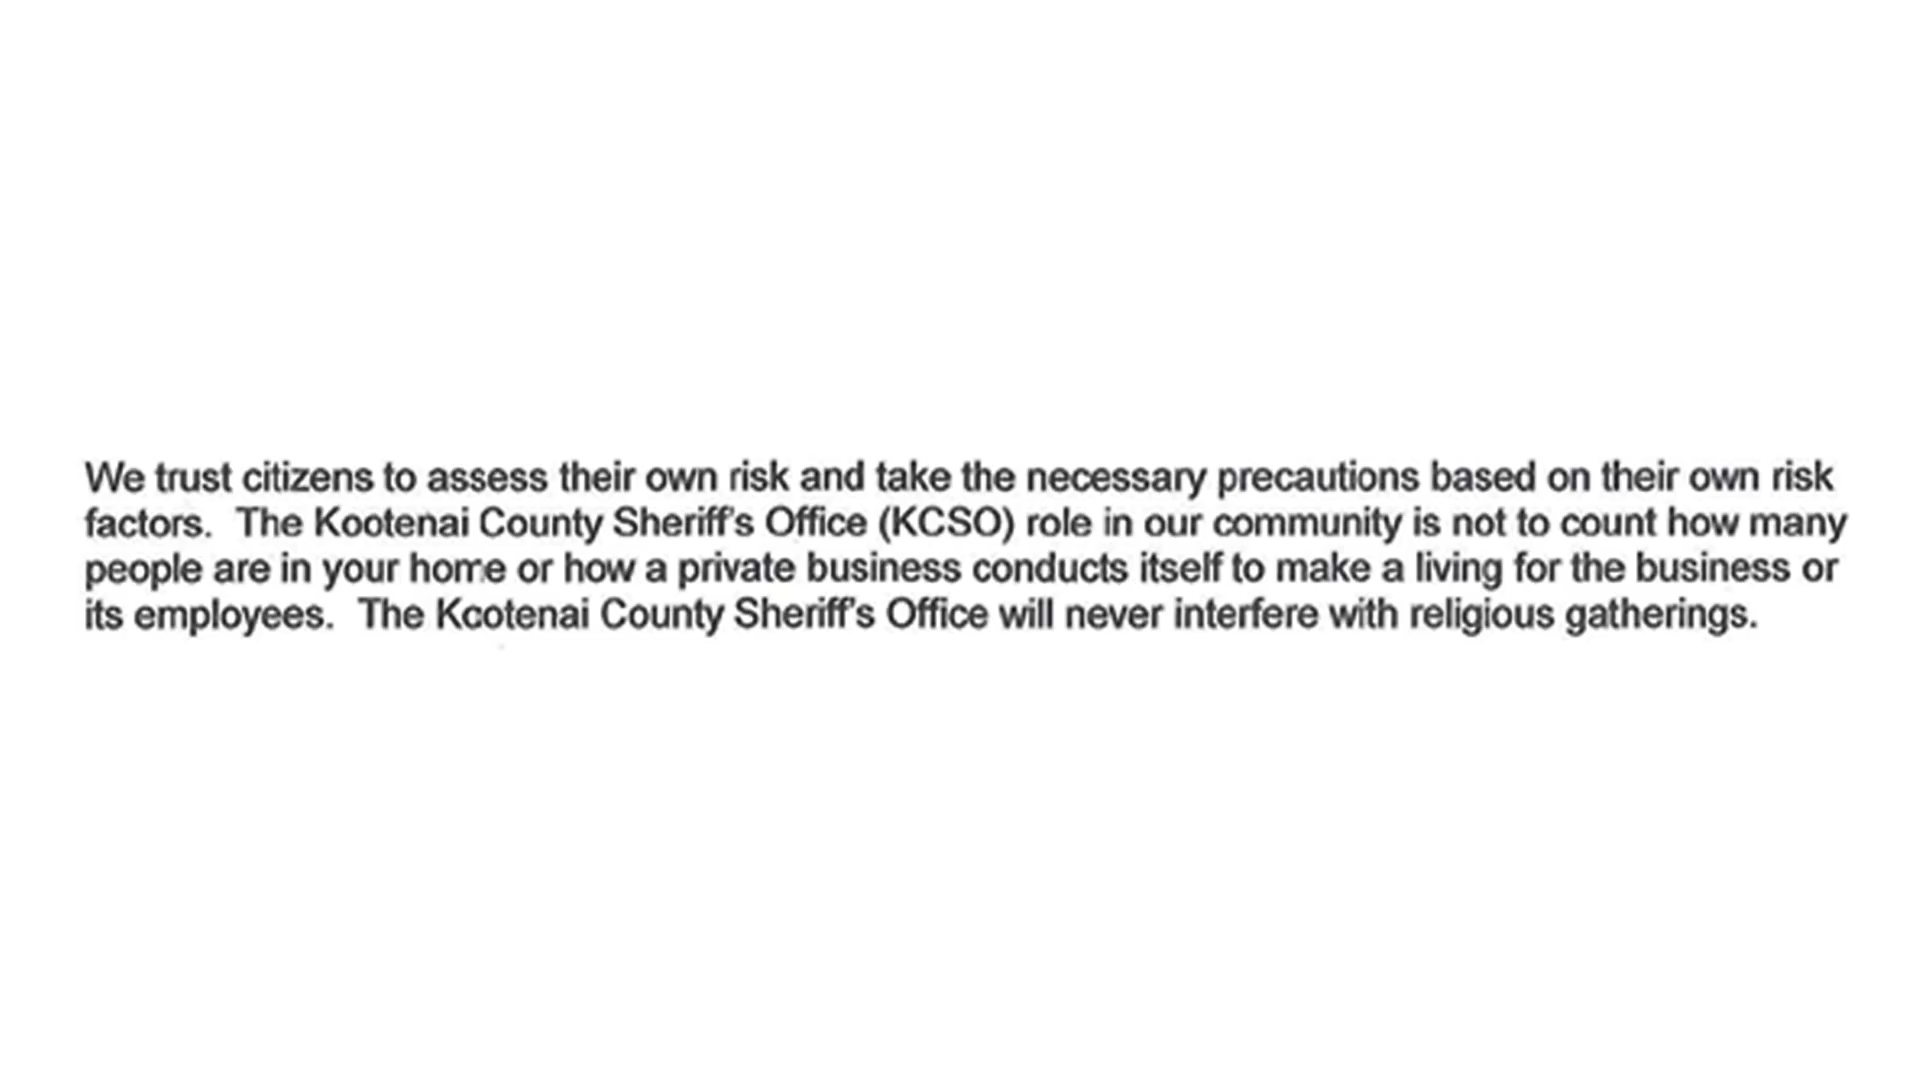 We trust citizens to assess their own risk and take the necessary precautions based on their own risk
factors.  The Kootenai County Sheriff's Office (KCSO) role in our community is not to count how many
people are in your home or how a private business conducts itself to make a living for the business or
its employees.  The Kootenai County Sheriff's Office will never interfere with religious gatherings.